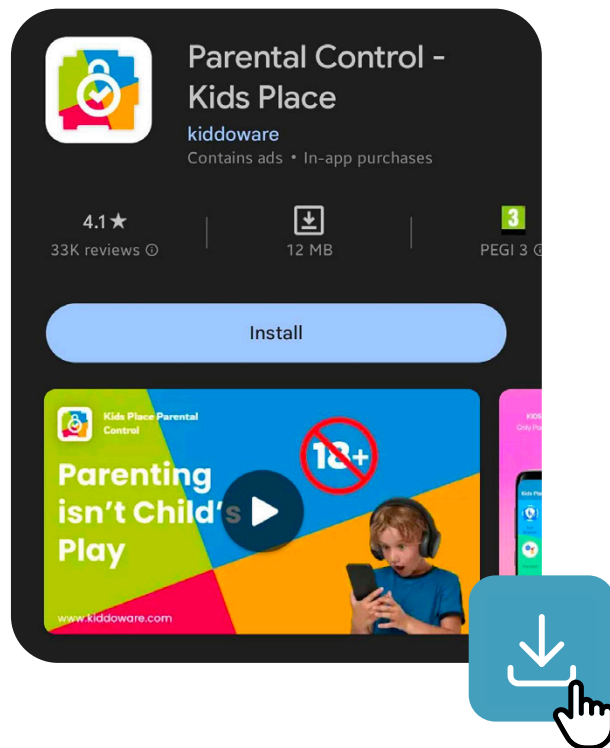 Parental Control -
Kids Place
kiddoware
Contains ads • In-app purchases
4.1★
33K reviews
12 MB
3
PEGI 3
Install
Kids Place Parental
Control
18+
Parenting
isn't Child's
Play
www.kiddoware.com